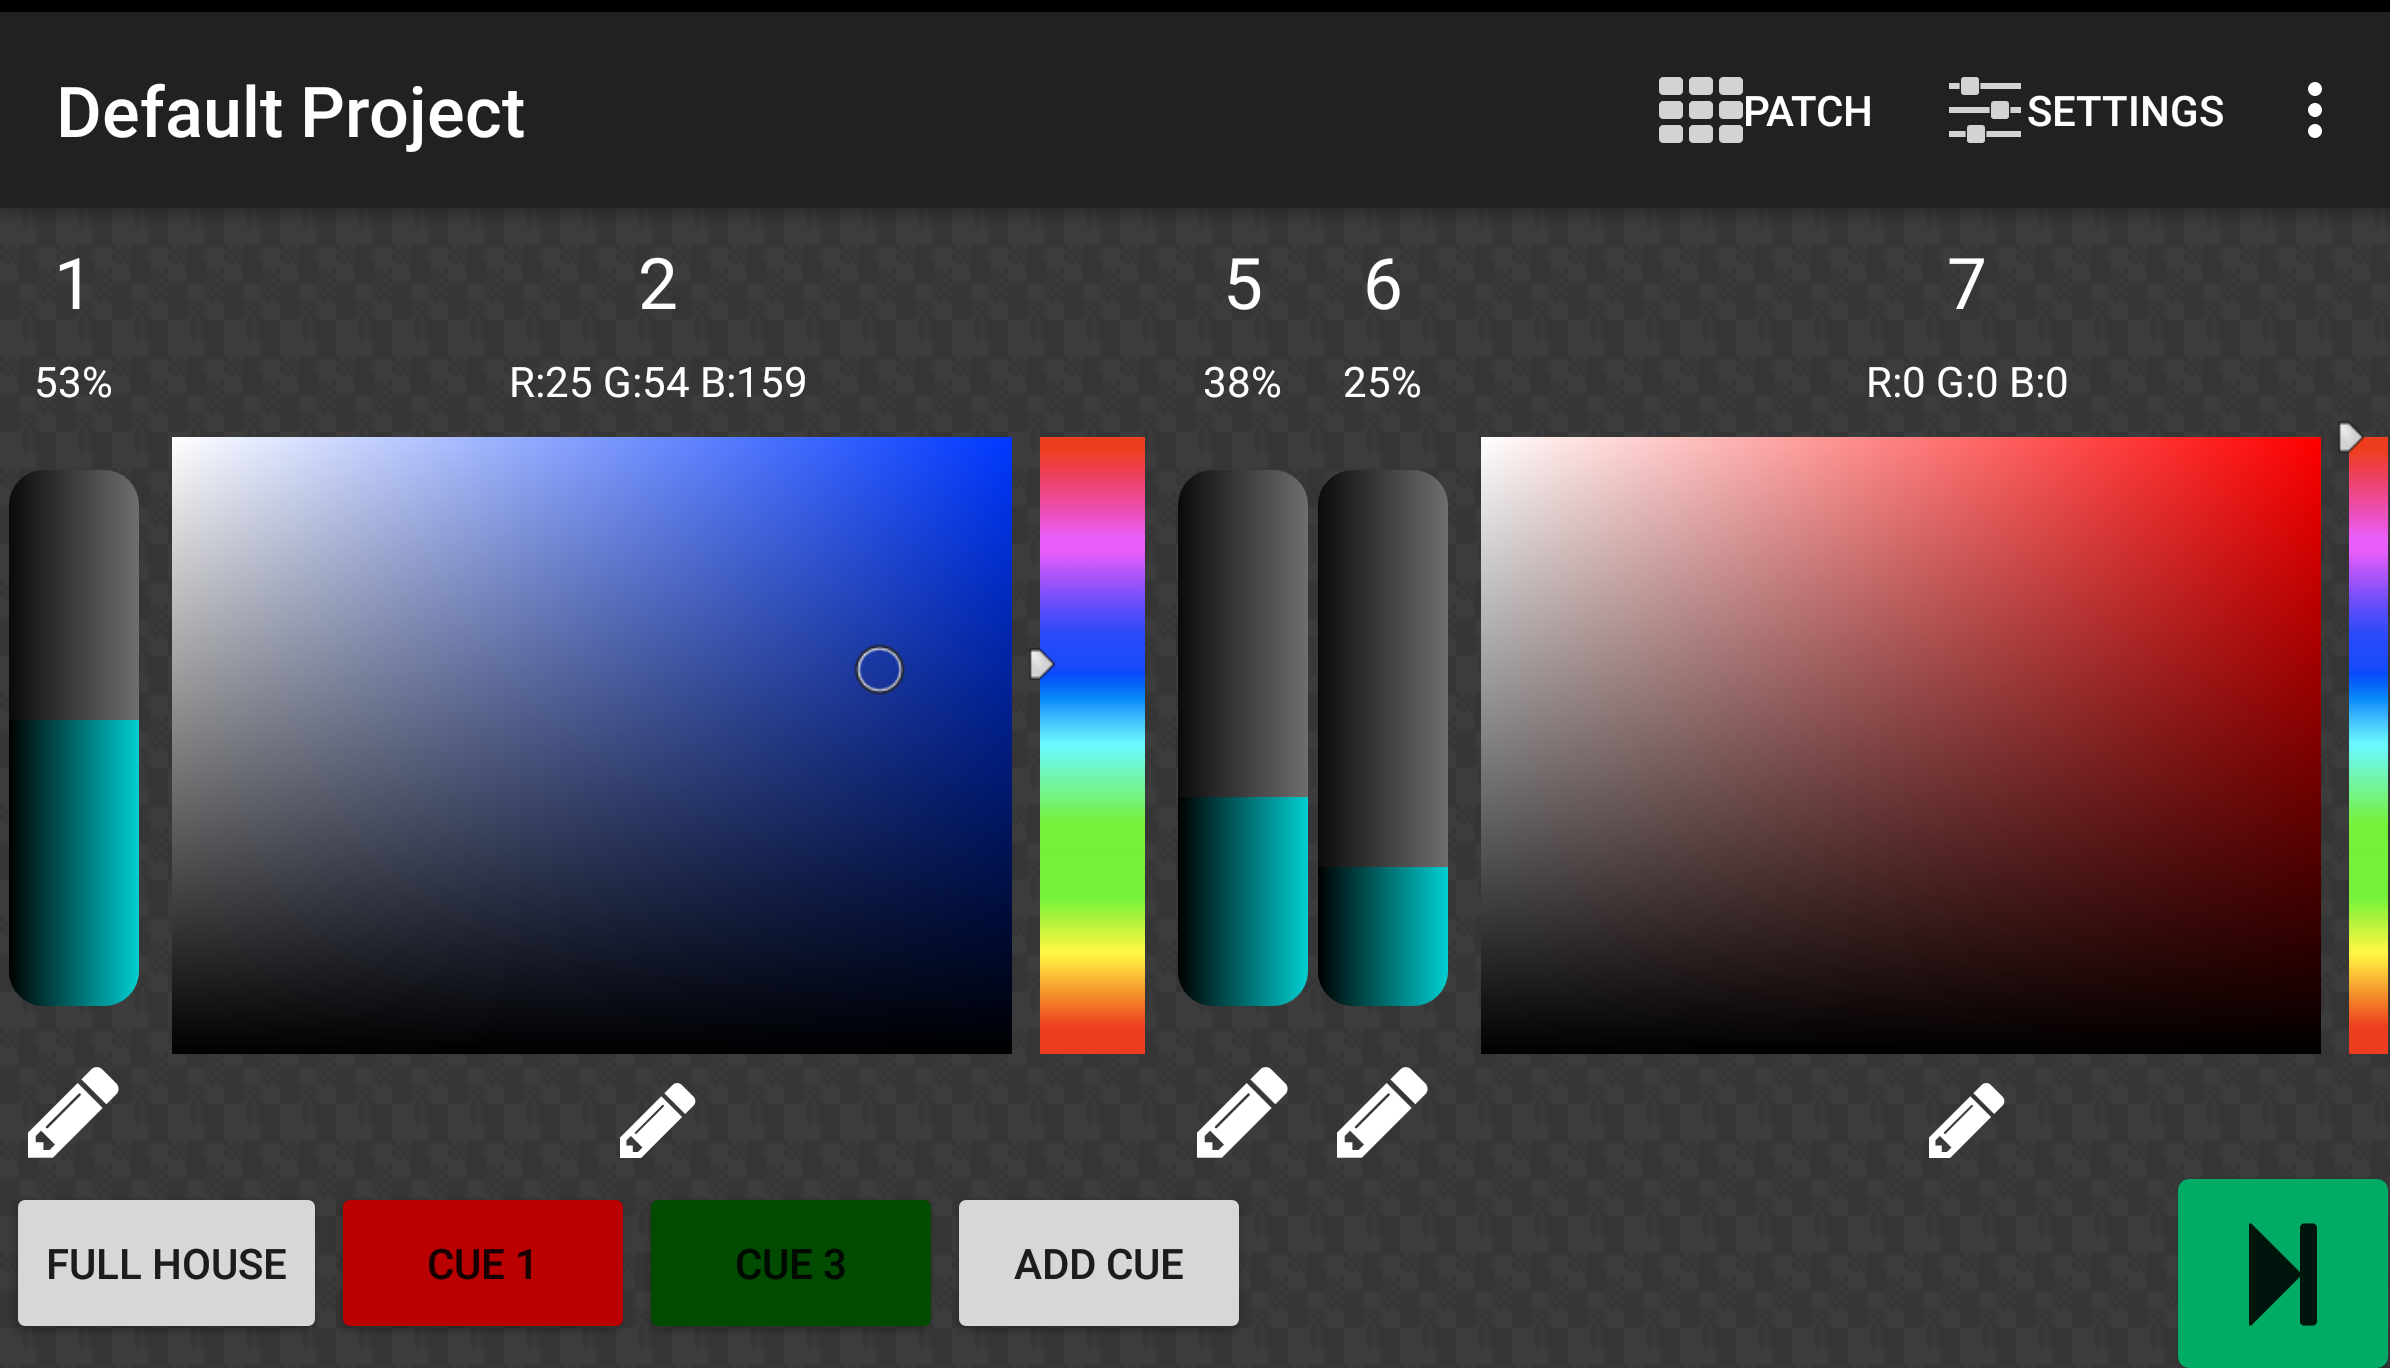 Default Project
PATCH
SETTINGS
1
2
5
6
7
53%
R:25 G:54 B:159
38%
25%
R:0 G:0 B:0
FULL HOUSE
CUE 1
CUE 3
ADD CUE